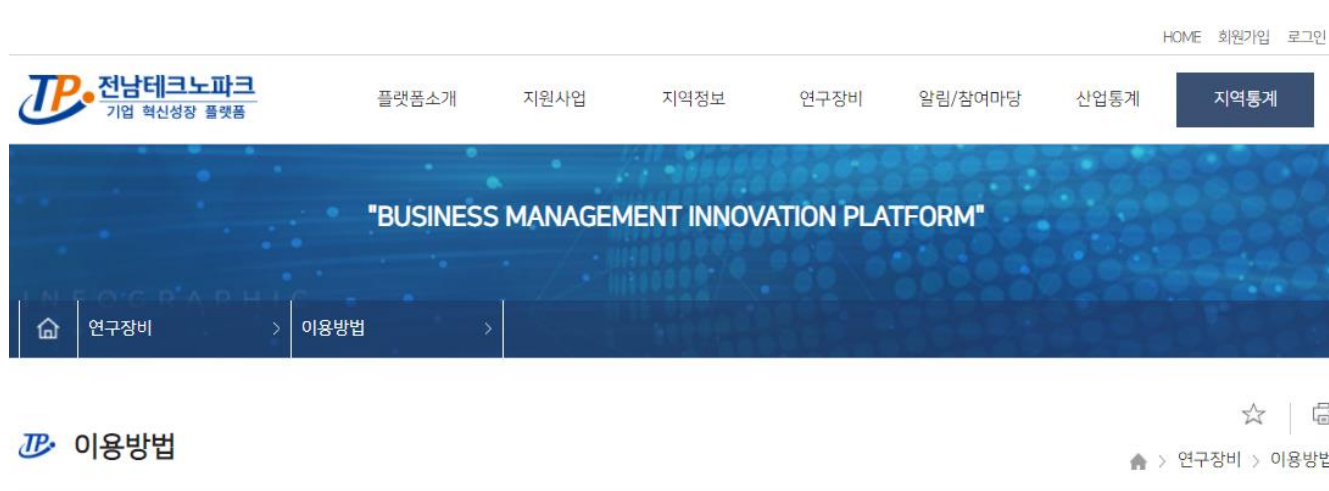 HOME 회원가입 로그인
TP 전남테크노파크
기업 혁신성장 플랫폼
플랫폼소개 지원사업 지역정보 연구장비 알림/참여마당 산업통계 지역통계
"BUSINESS MANAGEMENT INNOVATION PLATFORM"
INFOGRAPHIC
연구장비 > 이용방법 >
TP 이용방법
> 연구장비 > 이용방법